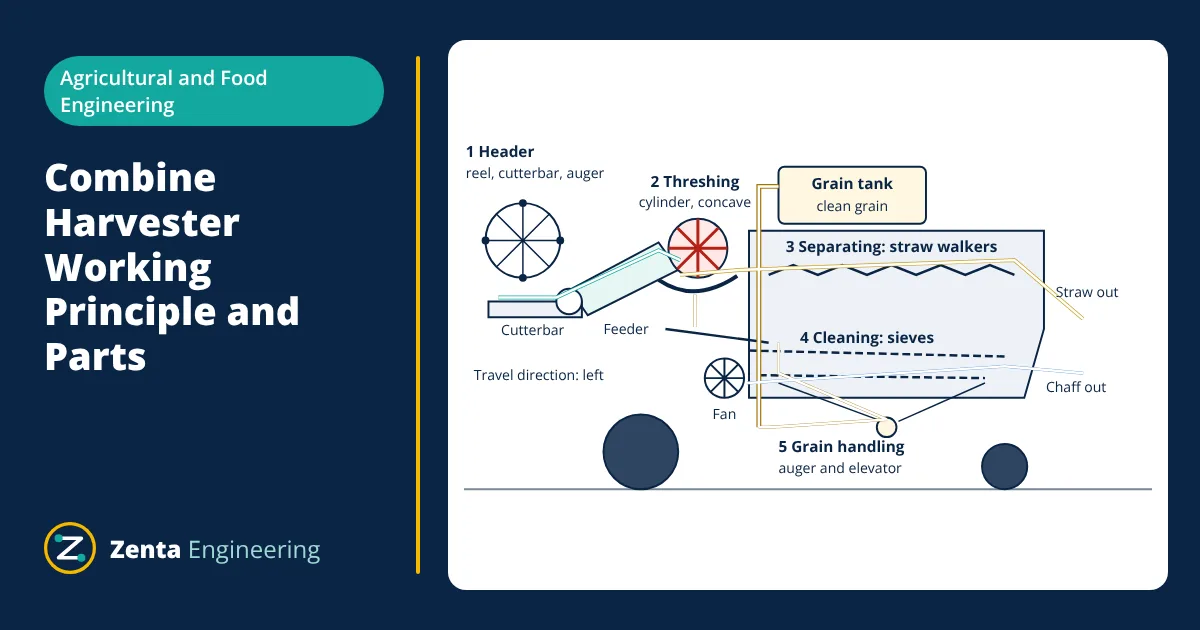 Agricultural and Food
Engineering
Combine
Harvester
Working
Principle and
Parts
Zenta Engineering
1 Header
reel, cutterbar, auger
2 Threshing
cylinder, concave
Grain tank
clean grain
3 Separating: straw walkers
Straw out
Cutterbar
Feeder
4 Cleaning: sieves
Travel direction: left
Chaff out
Fan
5 Grain handling
auger and elevator